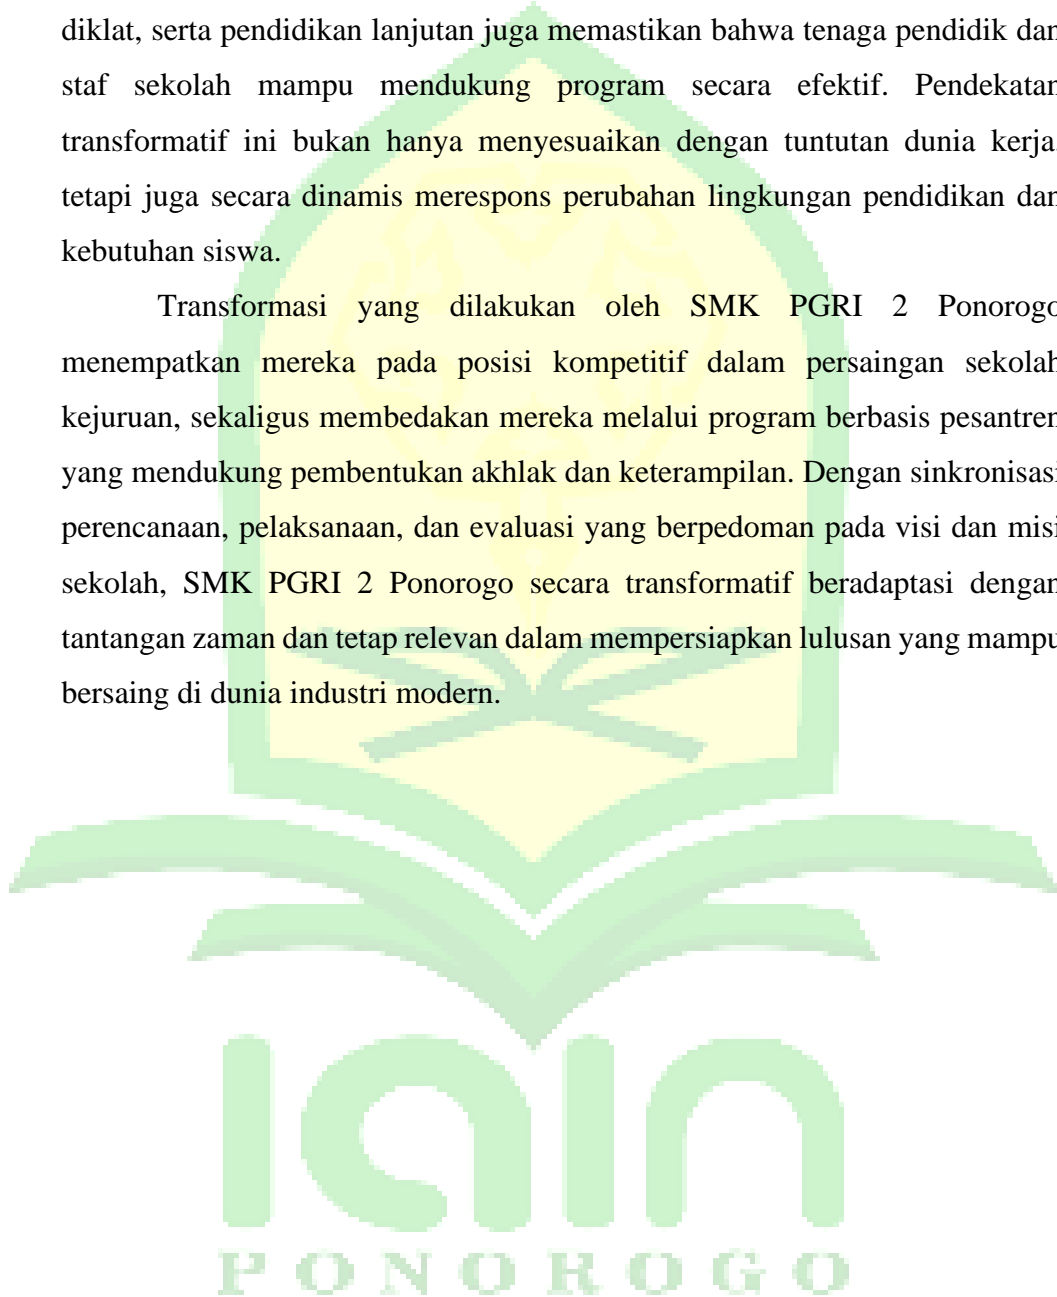 diklat, serta pendidikan lanjutan juga memastikan bahwa tenaga pendidik dan
staf sekolah mampu mendukung program secara efektif. Pendekatan
transformatif ini bukan hanya menyesuaikan dengan tuntutan dunia kerja,
tetapi juga secara dinamis merespons perubahan lingkungan pendidikan dan
kebutuhan siswa.
Transformasi yang dilakukan oleh SMK PGRI 2 Ponorogo
menempatkan mereka pada posisi kompetitif dalam persaingan sekolah
kejuruan, sekaligus membedakan mereka melalui program berbasis pesantren
yang mendukung pembentukan akhlak dan keterampilan. Dengan sinkronisasi
perencanaan, pelaksanaan, dan evaluasi yang berpedoman pada visi dan misi
sekolah, SMK PGRI 2 Ponorogo secara transformatif beradaptasi dengan
tantangan zaman dan tetap relevan dalam mempersiapkan lulusan yang mampu
bersaing di dunia industri modern.
iain
PONOROGO